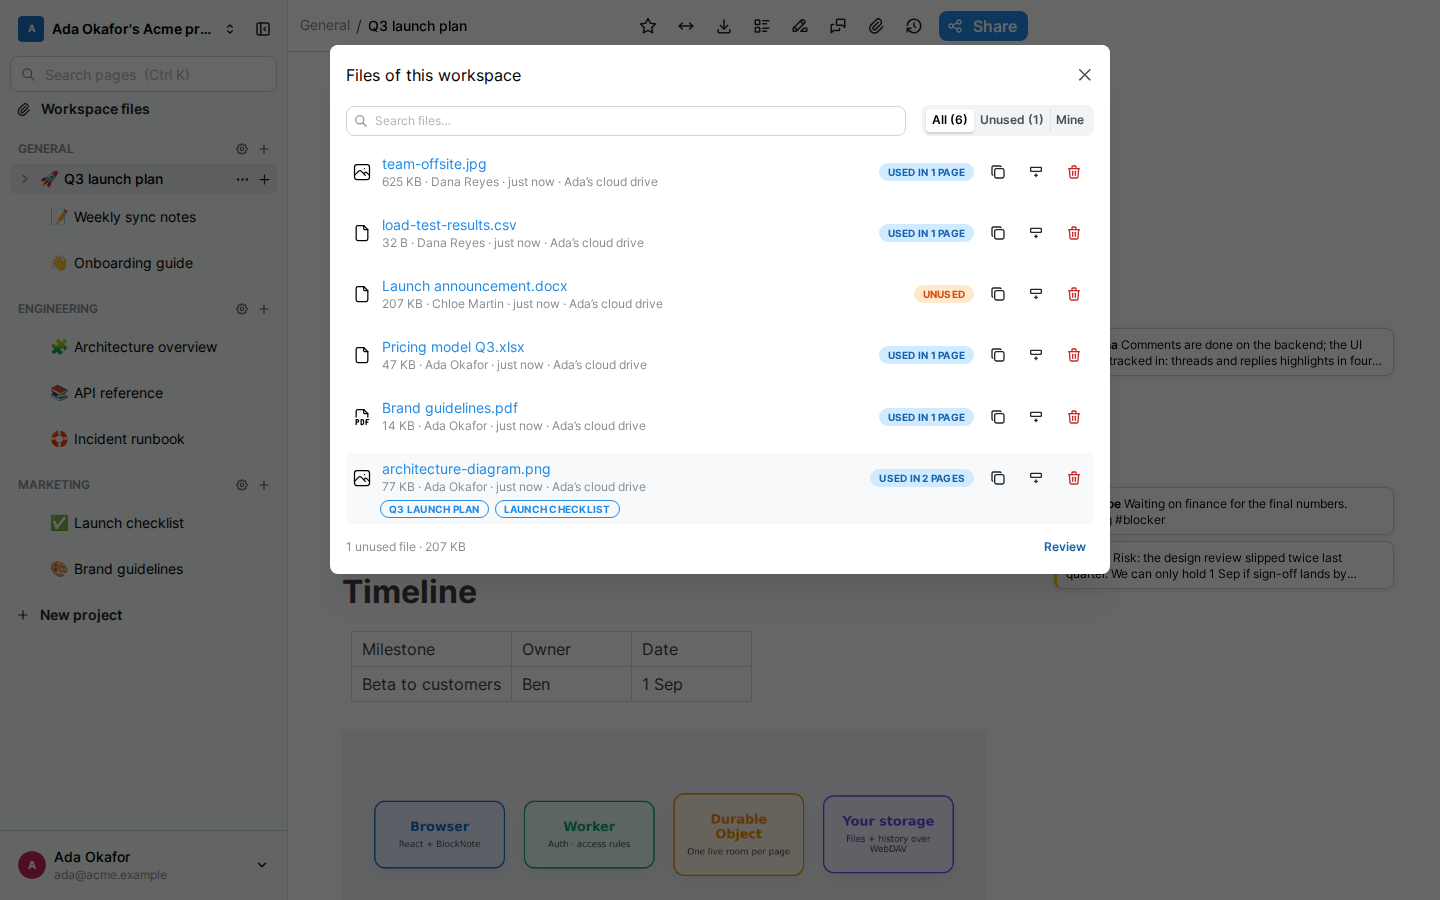 A Ada Okafor's Acme pr...
Search pages (Ctrl K)
Workspace files
GENERAL
🚀 Q3 launch plan
📝 Weekly sync notes
👋 Onboarding guide
ENGINEERING
🧩 Architecture overview
📚 API reference
🛟 Incident runbook
MARKETING
✅ Launch checklist
🎨 Brand guidelines
+ New project
A Ada Okafor
ada@acme.example
General / Q3 launch plan
Share
Files of this workspace
Search files...
All (6) Unused (1) Mine
team-offsite.jpg
625 KB · Dana Reyes · just now · Ada's cloud drive
USED IN 1 PAGE
load-test-results.csv
32 B · Dana Reyes · just now · Ada's cloud drive
USED IN 1 PAGE
Launch announcement.docx
207 KB · Chloe Martin · just now · Ada's cloud drive
UNUSED
Pricing model Q3.xlsx
47 KB · Ada Okafor · just now · Ada's cloud drive
USED IN 1 PAGE
PDF
Brand guidelines.pdf
14 KB · Ada Okafor · just now · Ada's cloud drive
USED IN 1 PAGE
architecture-diagram.png
77 KB · Ada Okafor · just now · Ada's cloud drive
USED IN 2 PAGES
Q3 LAUNCH PLAN LAUNCH CHECKLIST
1 unused file · 207 KB
Review
Comments are done on the backend; the UI
tracked in: threads and replies highlights in four...
Waiting on finance for the final numbers.
#blocker
Risk: the design review slipped twice last
quarter. We can only hold 1 Sep if sign-off lands by...
Timeline
Milestone Owner Date
Beta to customers Ben 1 Sep
Browser
React + BlockNote
Worker
Auth · access rules
Durable
Object
One live room per page
Your storage
Files + history over
WebDAV